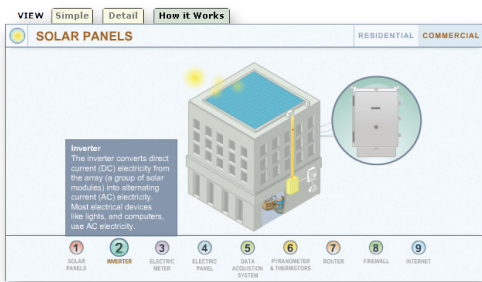 VIEW Simple Detail How it Works
SOLAR PANELS
RESIDENTIAL COMMERCIAL
Inverter
The inverter converts direct
current (DC) electricity from
the array (a group of solar
modules) into alternating
current (AC) electricity.
Most electrical devices
like lights, and computers,
use AC electricity.
1 2 3 4 5 6 7 8 9
SOLAR PANELS
INVERTER
ELECTRIC METER
ELECTRIC PANEL
DATA ACQUISTION SYSTEM
PYRANOMETER & THERMISTORS
ROUTER
FIREWALL
INTERNET